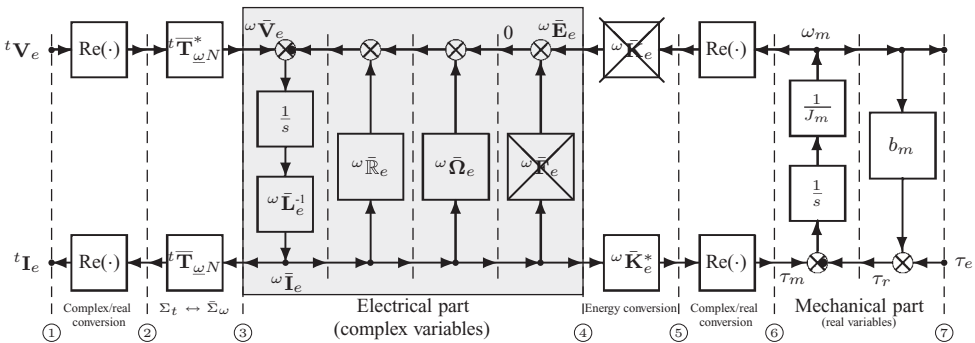 ᵗV_e Re(·) ᵗT̅*_ω̲N ^ωV̄_e 0 ^ωĒ_e ^ωK̄_e Re(·) ω_m
1/s ^ωR̄_e ^ωΩ̄_e ^ωF̄_e 1/J_m b_m
^ωL̄_e^-1 1/s
ᵗI_e Re(·) ᵗT̅_ω̲N ^ωĪ_e ^ωK̄*_e Re(·) τ_m τ_r τ_e
Complex/real conversion Σ_t ↔ Σ̄_ω Electrical part (complex variables) Energy conversion Complex/real conversion Mechanical part (real variables)
1 2 3 4 5 6 7